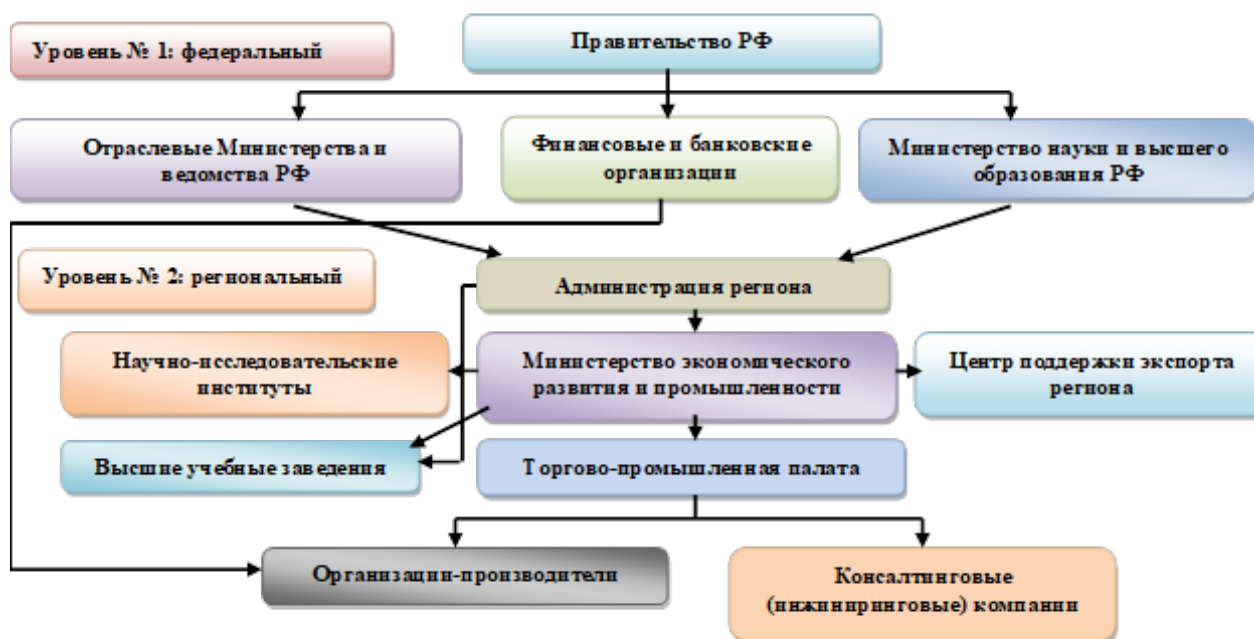 Уровень № 1: федеральный
Правительство РФ
Отраслевые Министерства и
ведомства РФ
Финансовые и банковские
организации
Министерство науки и высшего
образования РФ
Уровень № 2: региональный
Администрация региона
Научно-исследовательские
институты
Министерство экономического
развития и промышленности
Центр поддержки экспорта
региона
Высшие учебные заведения
Торгово-промышленная палата
Организации-производители
Консалтинговые
(инжиниринговые) компании